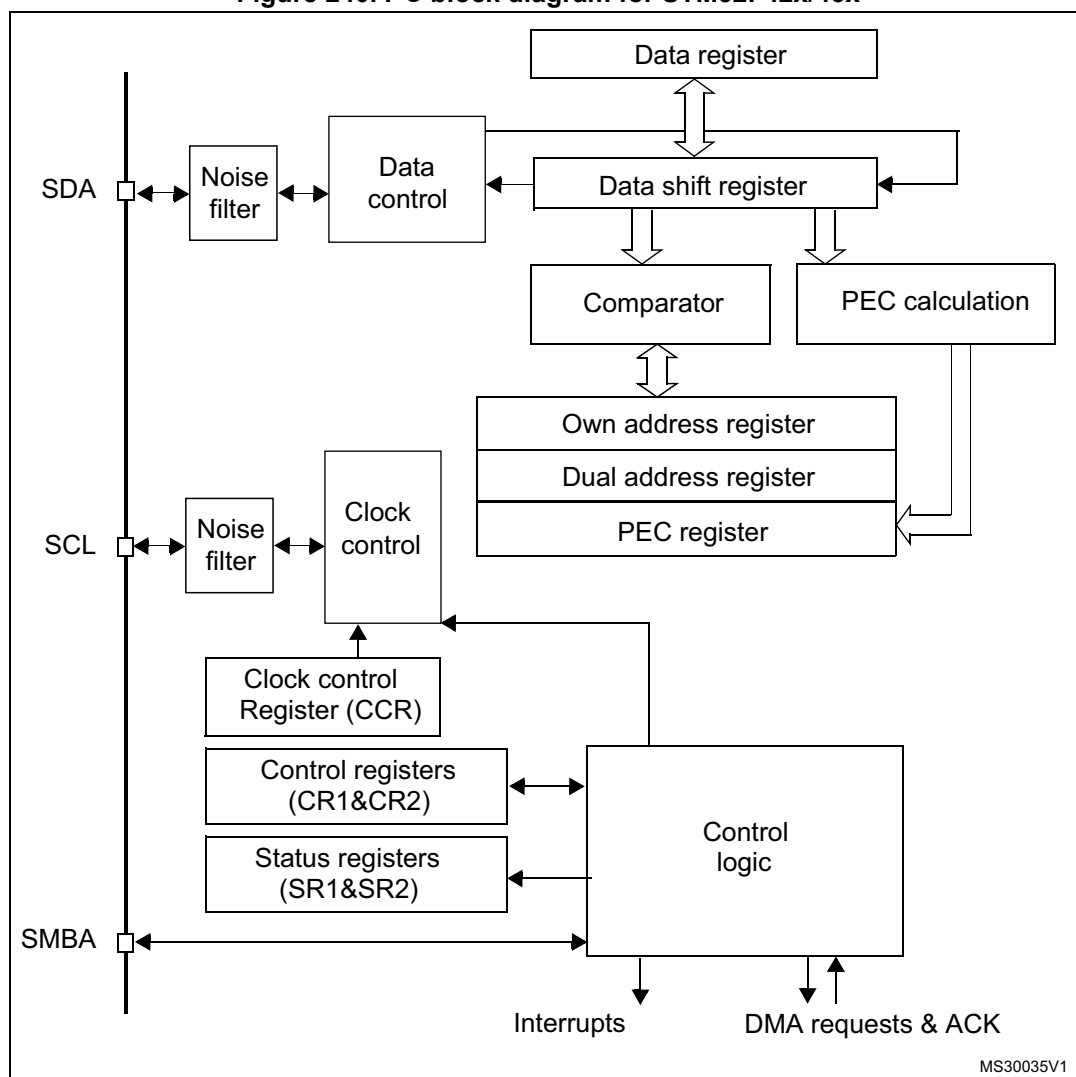 Data register
Data
control
Noise
filter
SDA
Data shift register
Comparator
PEC calculation
Own address register
Dual address register
PEC register
Clock
control
Noise
filter
SCL
Clock control
Register (CCR)
Control registers
(CR1&CR2)
Status registers
(SR1&SR2)
Control
logic
SMBA
Interrupts
DMA requests & ACK
MS30035V1